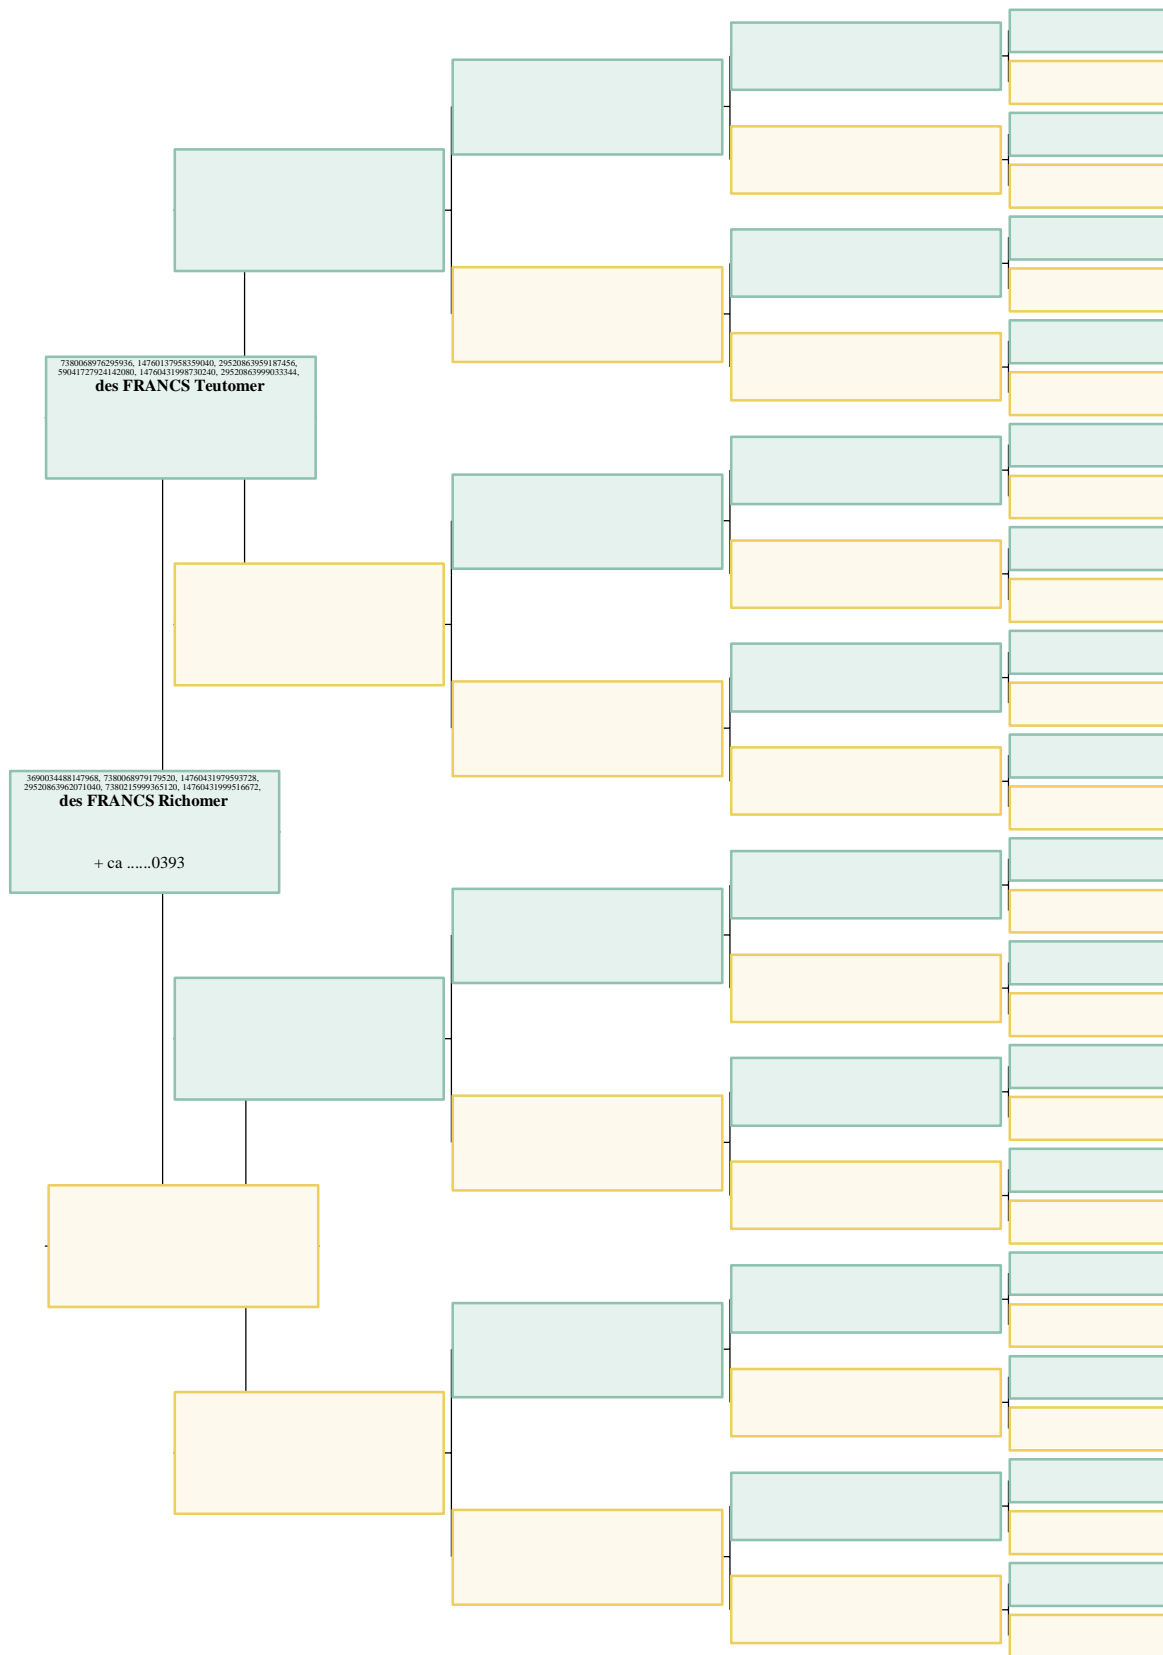 7380068976295936, 14760137958359040, 29520863959187456,
59041727924142080, 14760431998730240, 29520863999033344,
des FRANCS Teutomer
3690034488147968, 7380068979179520, 14760431979593728,
29520863962071040, 7380215999365120, 14760431999516672,
des FRANCS Richomer
+ ca ......0393